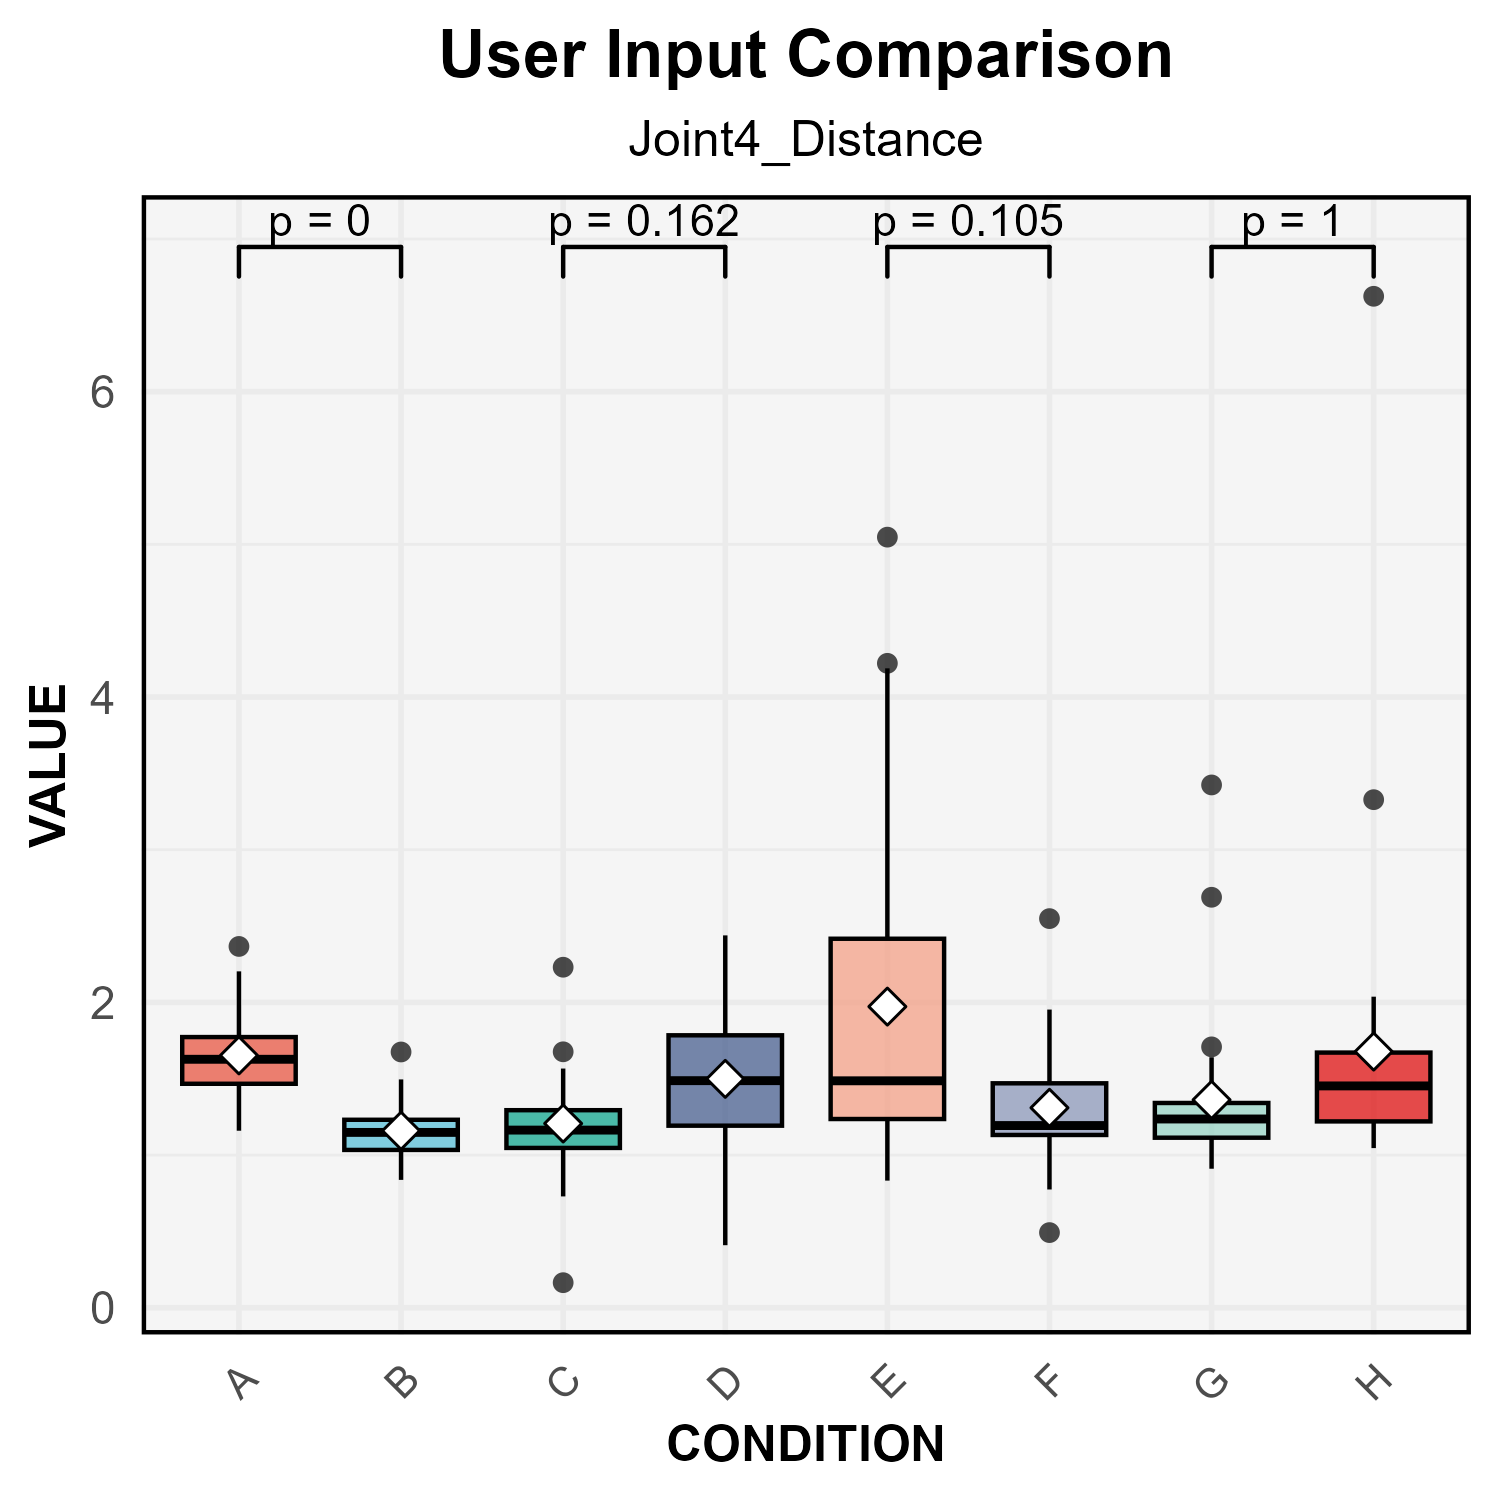 User Input Comparison
Joint4_Distance
p = 0 p = 0.162 p = 0.105 p = 1
6
4
2
0
VALUE
A B C D E F G H
CONDITION